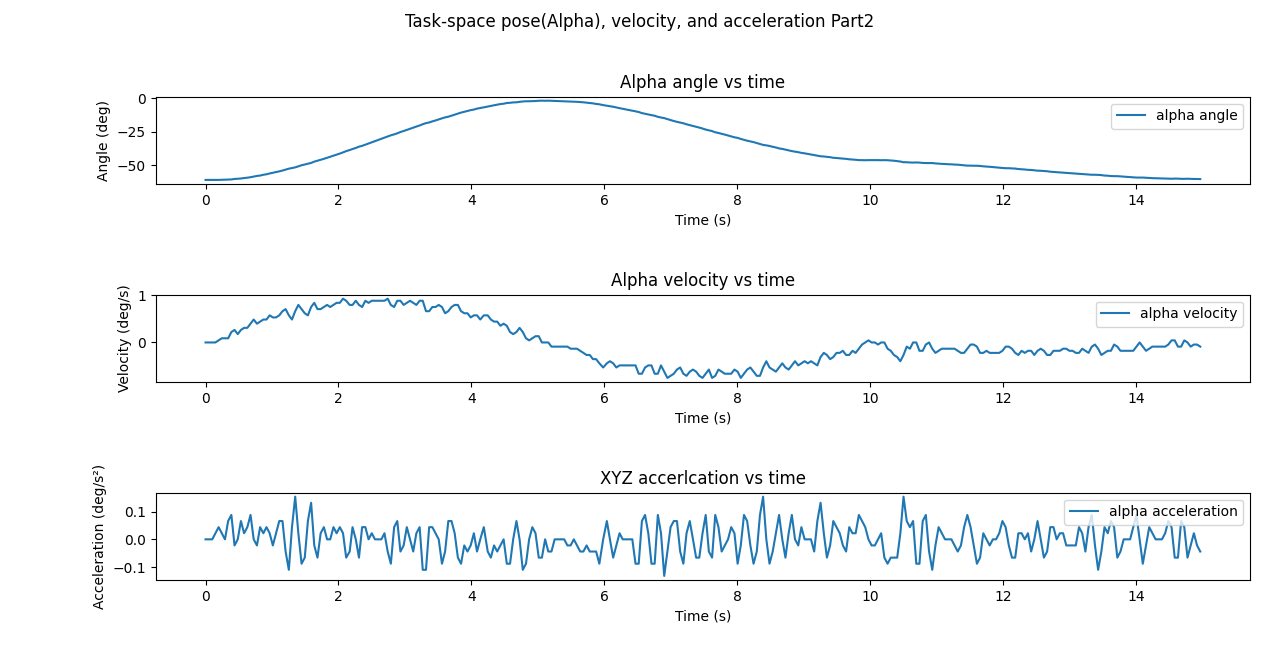 Task-space pose(Alpha), velocity, and acceleration Part2
Alpha angle vs time
Angle (deg)
0
−25
−50
alpha angle
0 2 4 6 8 10 12 14
Time (s)
Alpha velocity vs time
Velocity (deg/s)
1
0
alpha velocity
0 2 4 6 8 10 12 14
Time (s)
XYZ accerlcation vs time
Acceleration (deg/s²)
0.1
0.0
−0.1
alpha acceleration
0 2 4 6 8 10 12 14
Time (s)